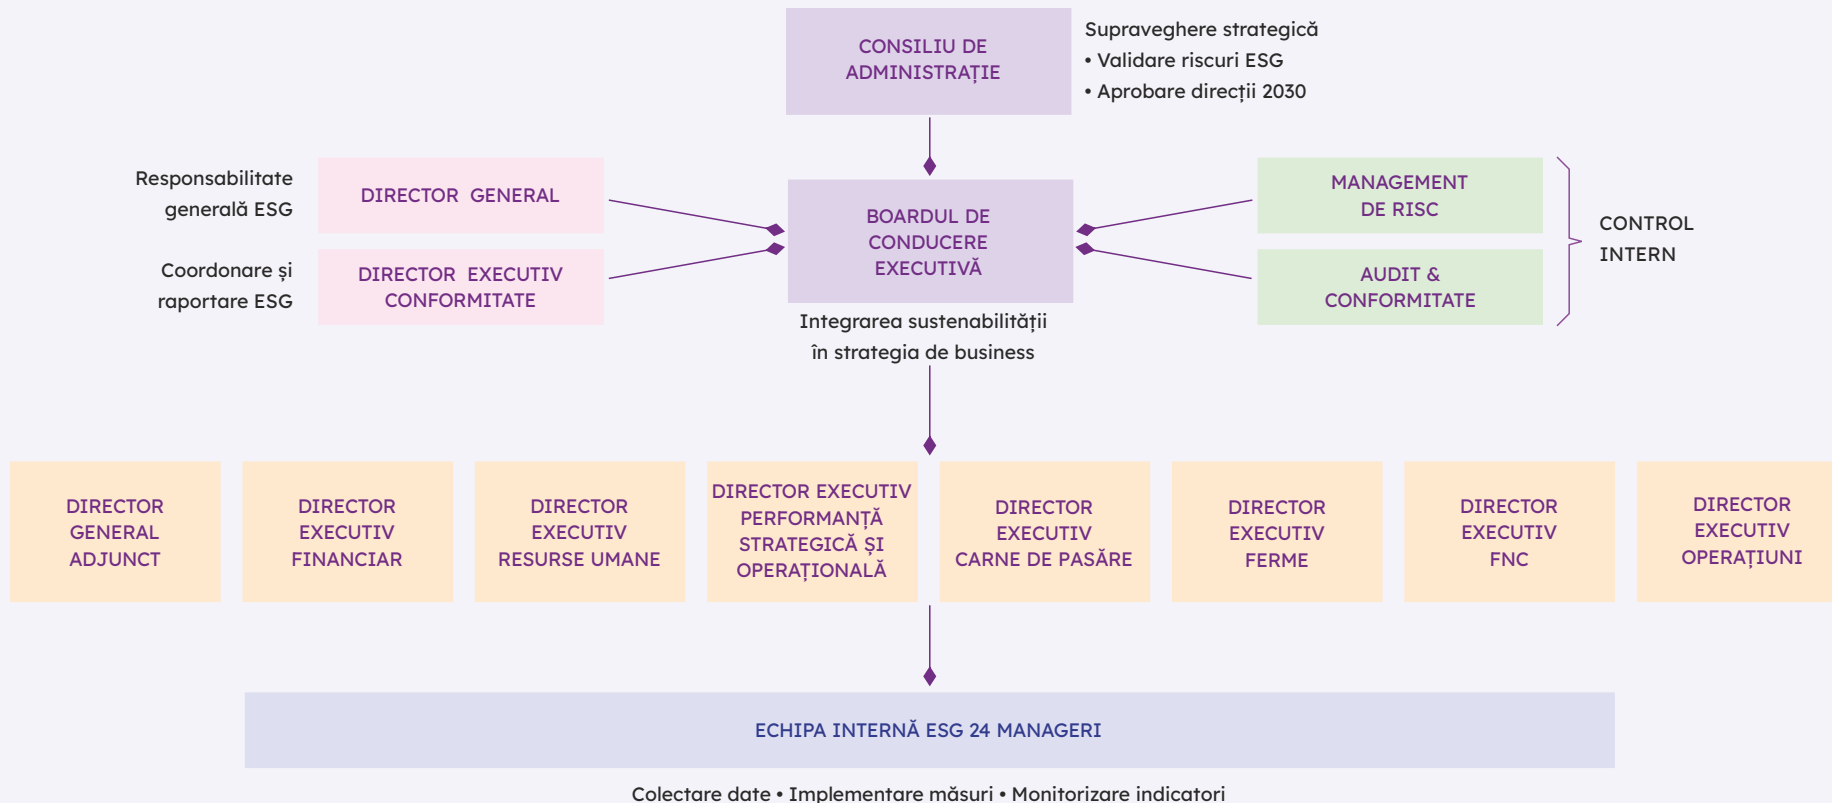 CONSILIU DE
ADMINISTRAȚIE
Supraveghere strategică
• Validare riscuri ESG
• Aprobare direcții 2030
Responsabilitate
generală ESG
DIRECTOR GENERAL
Coordonare și
raportare ESG
DIRECTOR EXECUTIV
CONFORMITATE
BOARDUL DE
CONDUCERE
EXECUTIVĂ
Integrarea sustenabilității
în strategia de business
MANAGEMENT
DE RISC
AUDIT &
CONFORMITATE
CONTROL
INTERN
DIRECTOR
GENERAL
ADJUNCT
DIRECTOR
EXECUTIV
FINANCIAR
DIRECTOR
EXECUTIV
RESURSE UMANE
DIRECTOR EXECUTIV
PERFORMANȚĂ
STRATEGICĂ ȘI
OPERAȚIONALĂ
DIRECTOR
EXECUTIV
CARNE DE PASĂRE
DIRECTOR
EXECUTIV
FERME
DIRECTOR
EXECUTIV
FNC
DIRECTOR
EXECUTIV
OPERAȚIUNI
ECHIPA INTERNĂ ESG 24 MANAGERI
Colectare date • Implementare măsuri • Monitorizare indicatori